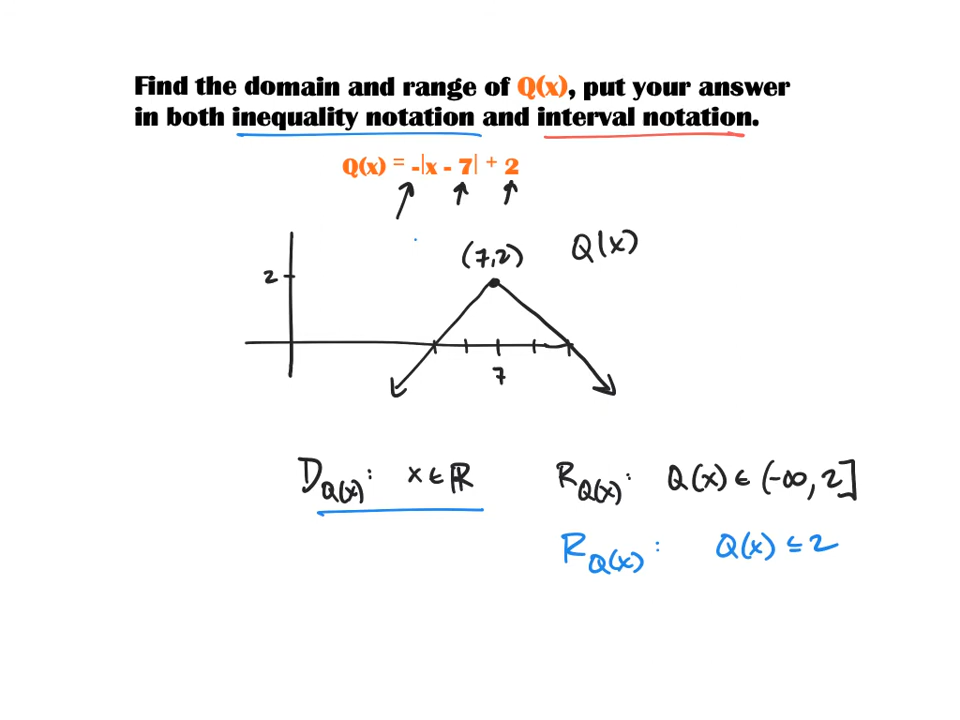 Find the domain and range of Q(x), put your answer
in both inequality notation and interval notation.
Q(x) = -|x - 7| + 2
(7,2)
Q(x)
2
7
D_Q(x): x ∈ ℝ
R_Q(x): Q(x) ∈ (-∞, 2]
R_Q(x): Q(x) ≤ 2